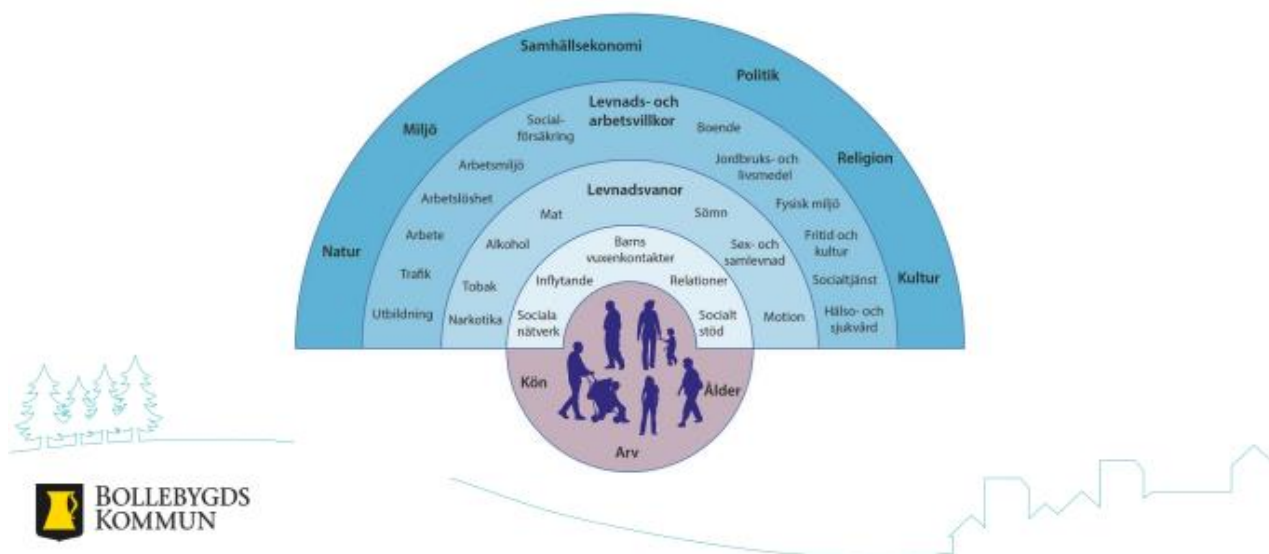 Samhällsekonomi
Politik
Miljö
Religion
Natur
Kultur
Levnads- och
arbetsvillkor
Social-
försäkring
Boende
Arbetsmiljö
Jordbruks- och
livsmedel
Arbetslöshet
Fysisk miljö
Arbete
Fritid och
kultur
Trafik
Socialtjänst
Utbildning
Hälso- och
sjukvård
Levnadsvanor
Mat
Sömn
Alkohol
Sex- och
samlevnad
Tobak
Narkotika
Motion
Barns
vuxenkontakter
Inflytande
Relationer
Sociala
nätverk
Socialt
stöd
Kön
Ålder
Arv
BOLLEBYGDS
KOMMUN